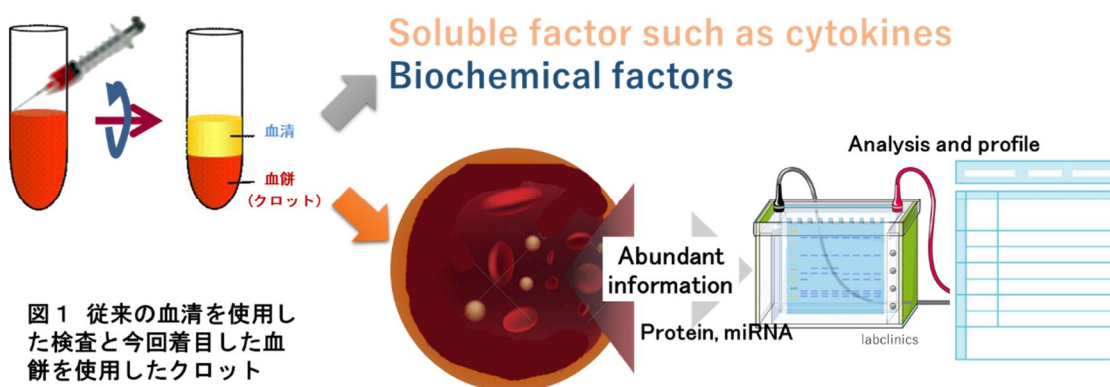 Soluble factor such as cytokines
Biochemical factors
血清
血餅
(クロット)
Analysis and profile
Abundant
information
Protein, miRNA
labclinics
図1 従来の血清を使用し
た検査と今回着目した血
餅を使用したクロット